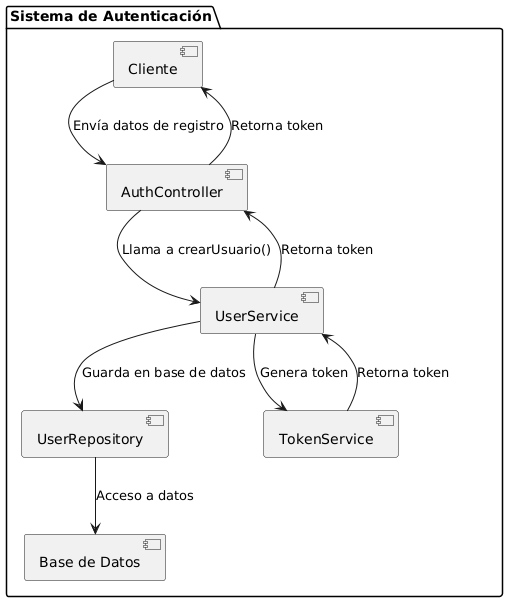 Sistema de Autenticación
Cliente
Envía datos de registro
Retorna token
AuthController
Llama a crearUsuario()
Retorna token
UserService
Guarda en base de datos
Genera token
Retorna token
UserRepository
TokenService
Acceso a datos
Base de Datos